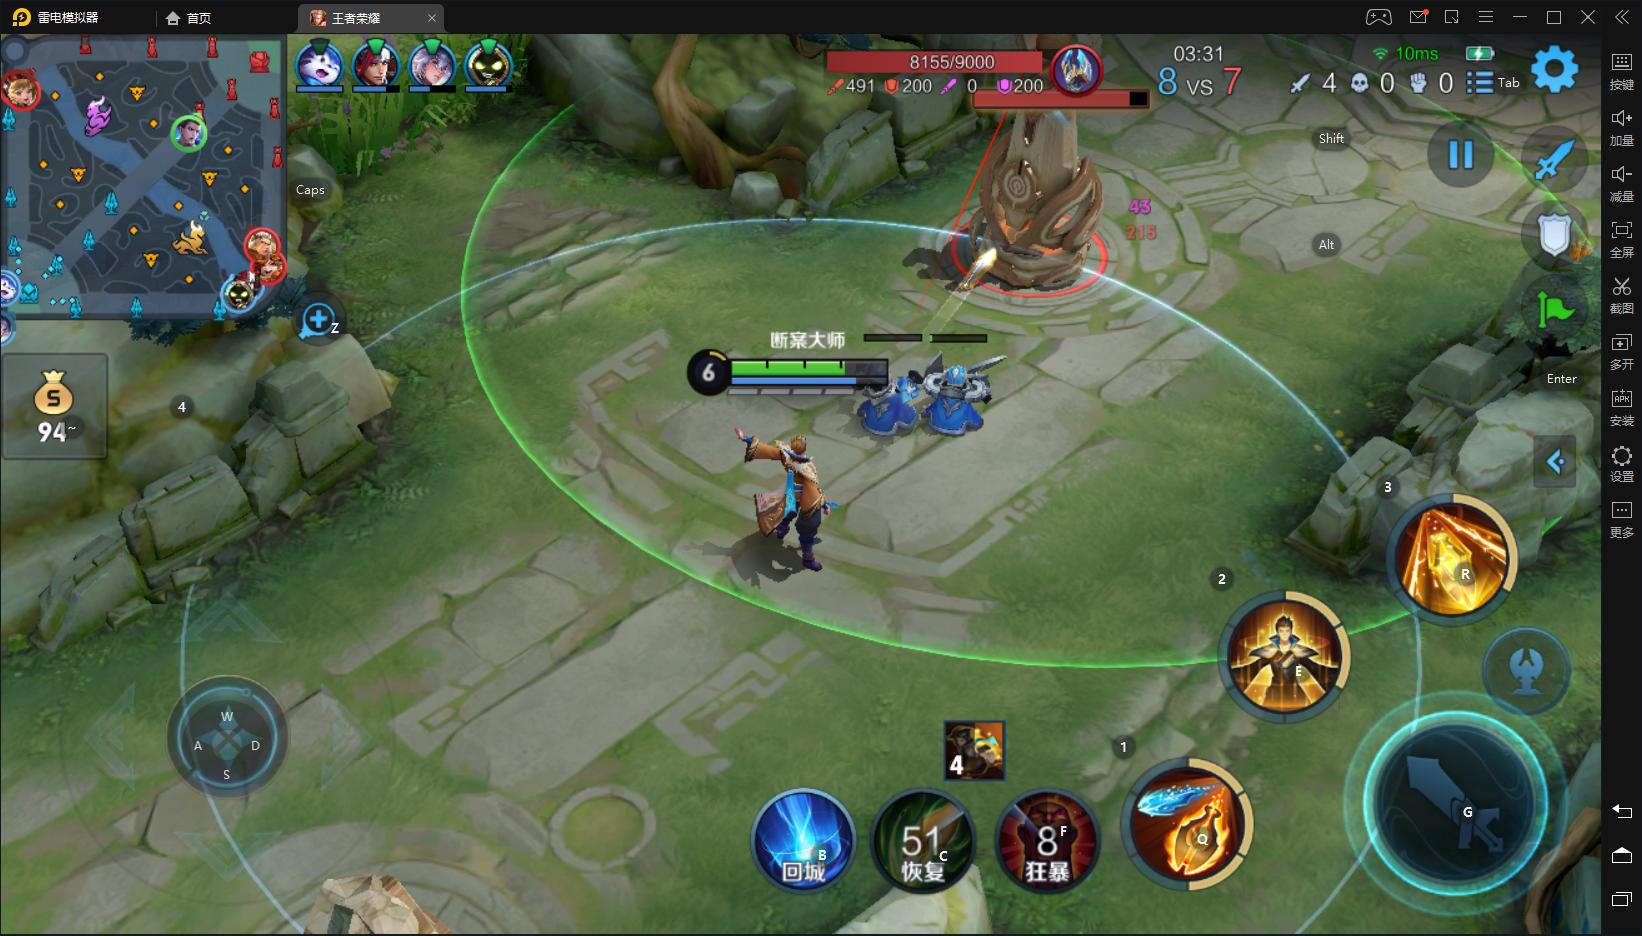 雷电模拟器
首页
王者荣耀
8155/9000
491 200 0 200
03:31
8 VS 7
10ms
4 0 0 Tab
按键
加量
减量
全屏
截图
多开
安装
设置
更多
Shift
Caps
43
215
Alt
Z
断案大师
6
Enter
S
94~
4
3
R
2
E
W
A D
S
1
4
G
Q
回城 B
51 恢复 C
8 狂暴 F
APK